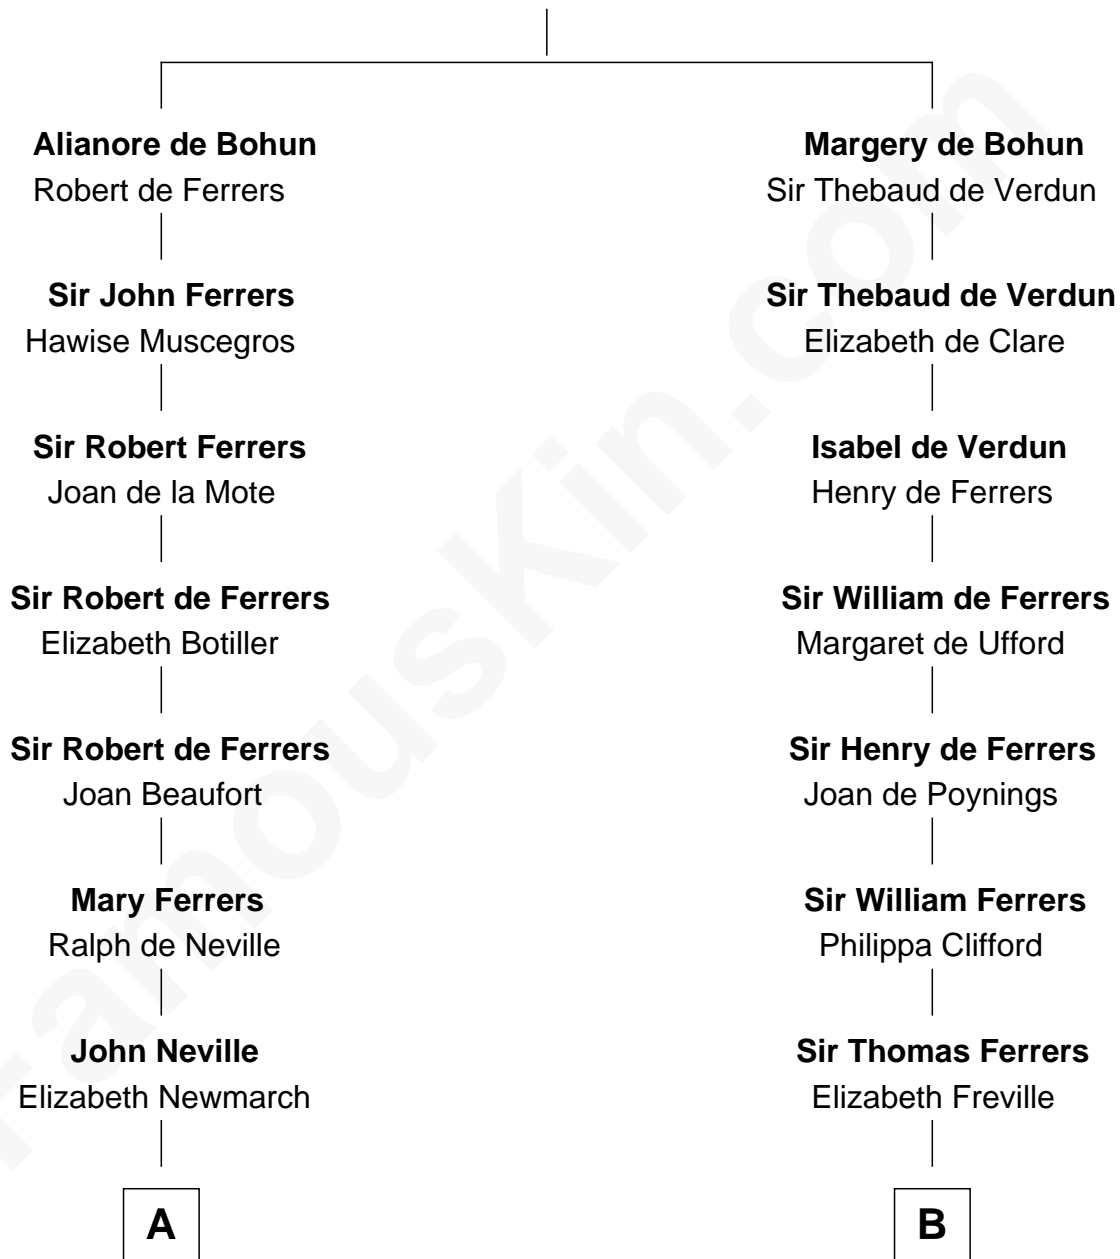 Alianore de Bohun
Robert de Ferrers
Margery de Bohun
Sir Thebaud de Verdun
Sir John Ferrers
Hawise Muscegros
Sir Thebaud de Verdun
Elizabeth de Clare
Sir Robert Ferrers
Joan de la Mote
Isabel de Verdun
Henry de Ferrers
Sir Robert de Ferrers
Elizabeth Botiller
Sir William de Ferrers
Margaret de Ufford
Sir Robert de Ferrers
Joan Beaufort
Sir Henry de Ferrers
Joan de Poynings
Mary Ferrers
Ralph de Neville
Sir William Ferrers
Philippa Clifford
John Neville
Elizabeth Newmarch
Sir Thomas Ferrers
Elizabeth Freville
A
B
FamousKin.com